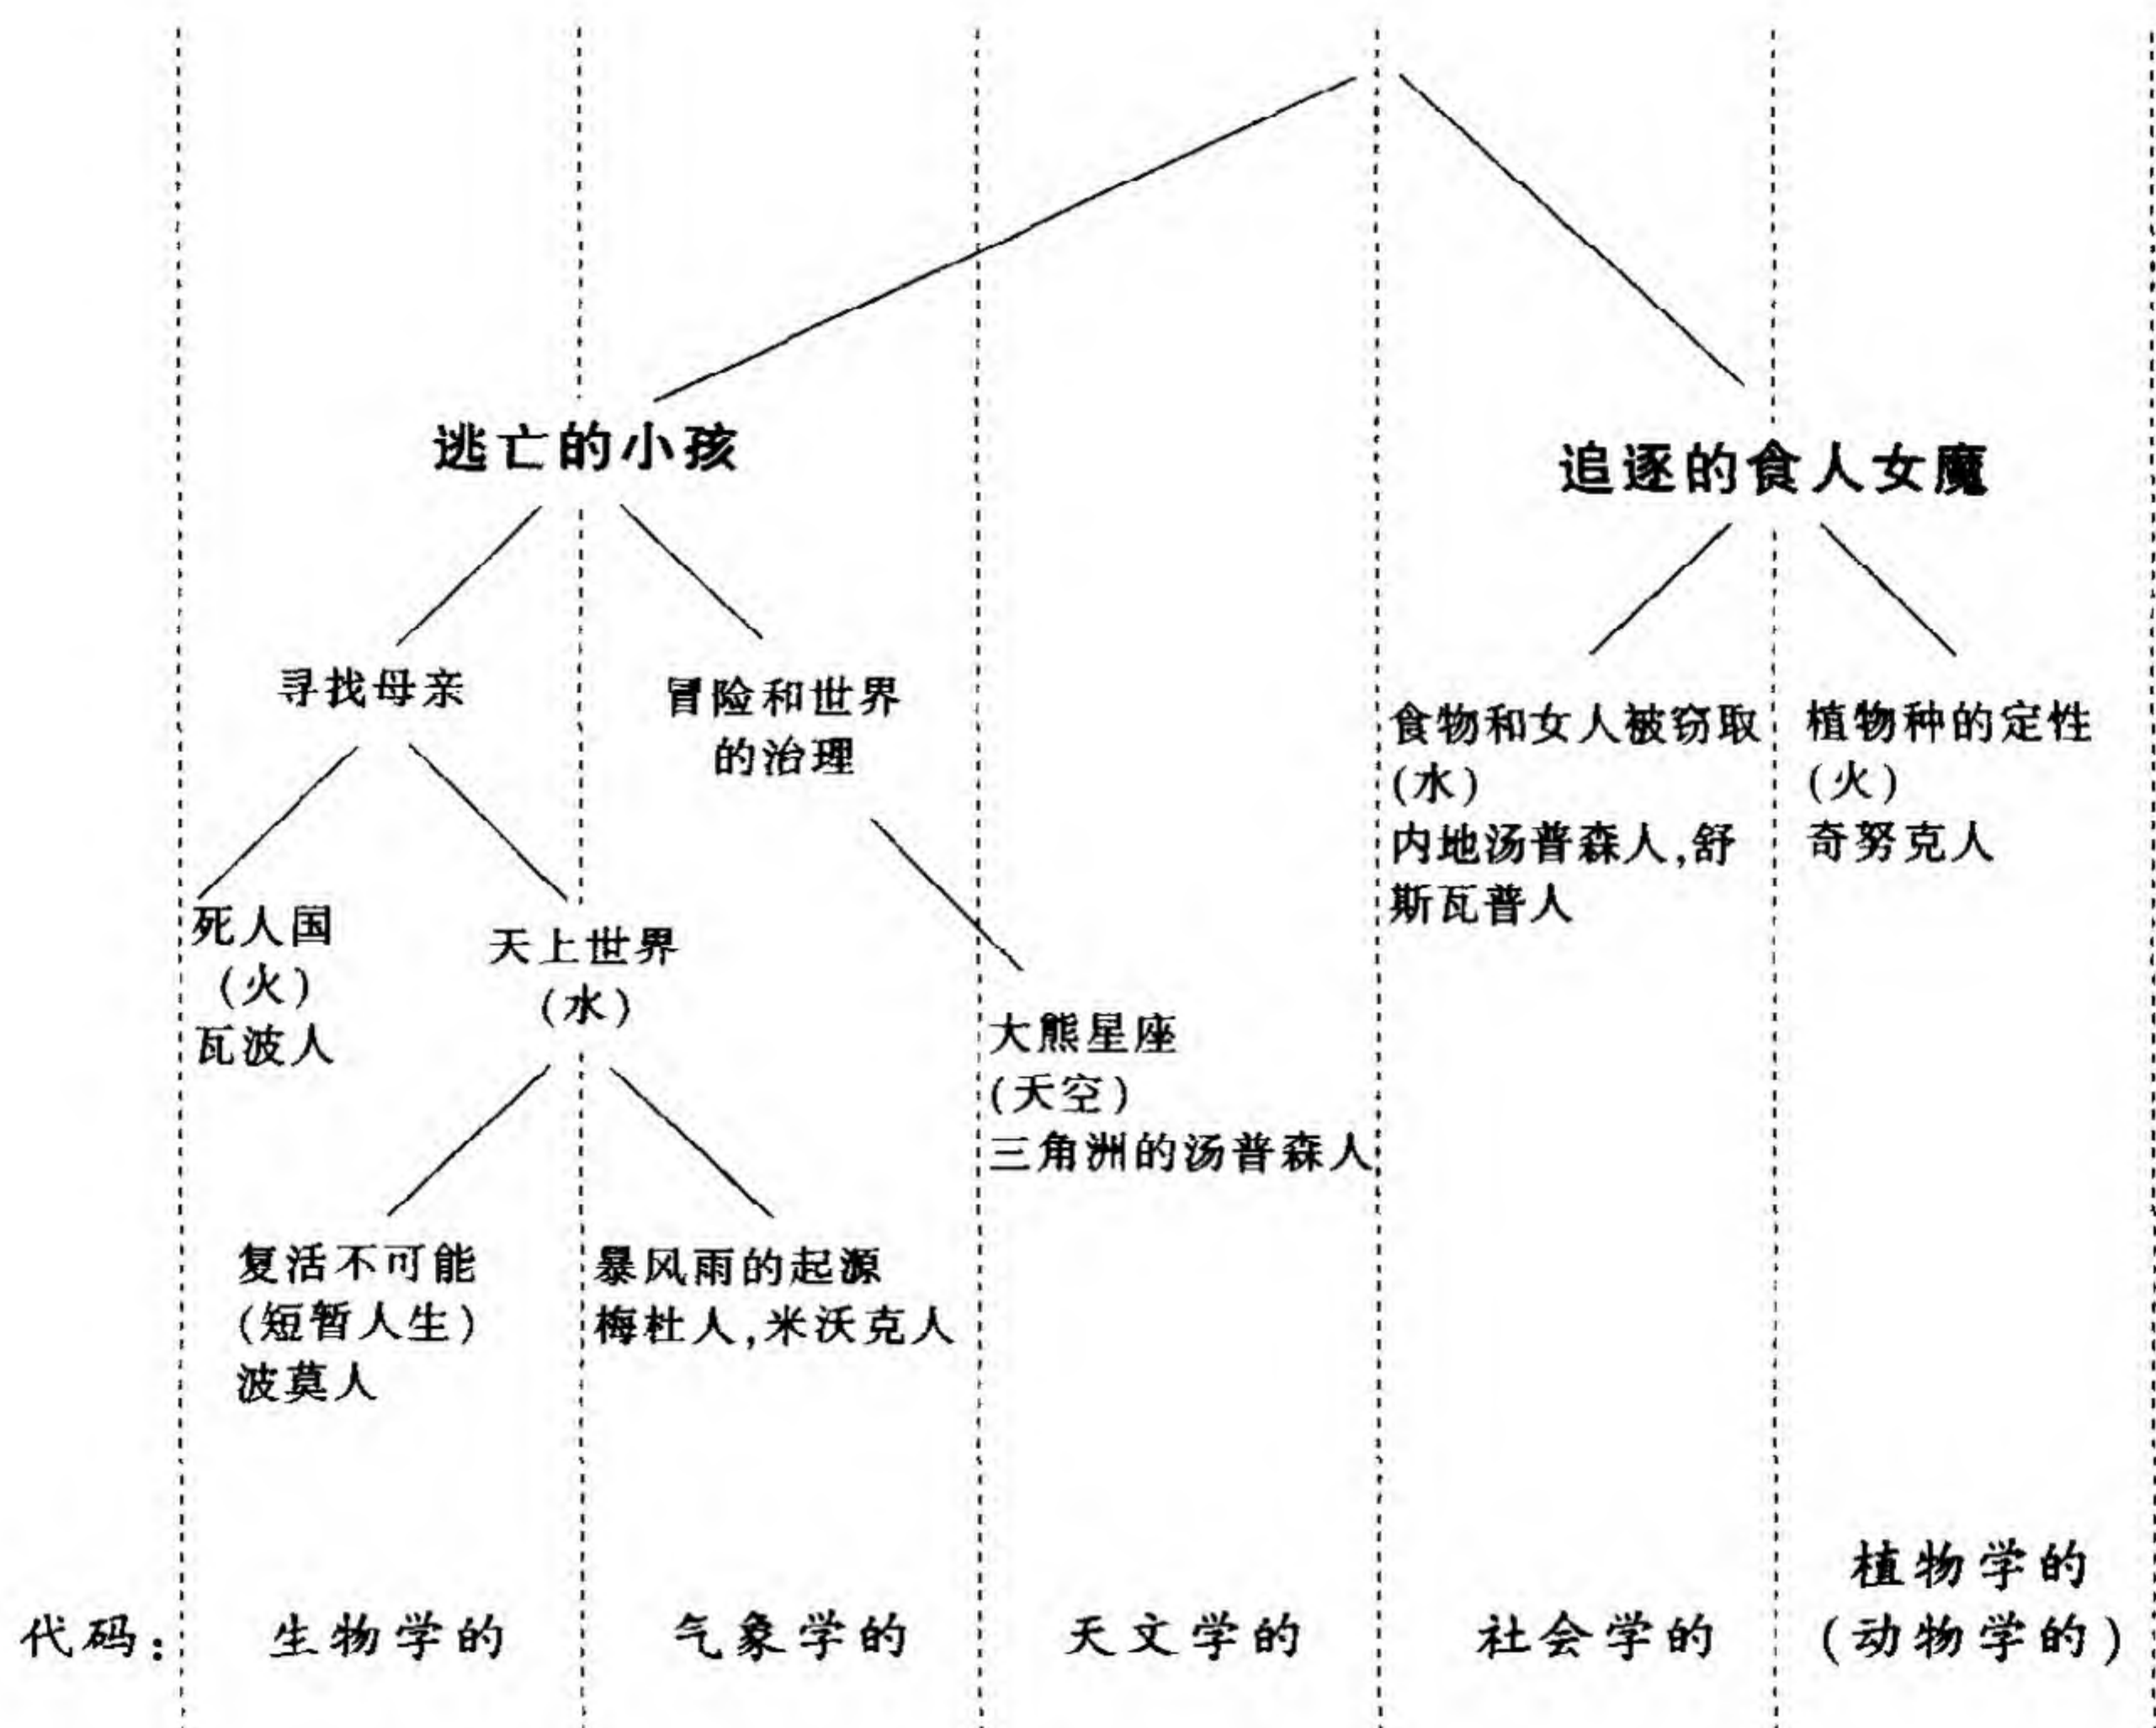 逃亡的小孩
追逐的食人女魔
寻找母亲
冒险和世界
的治理
食物和女人被窃取
(水)
内地汤普森人,舒
斯瓦普人
植物种的定性
(火)
奇努克人
死人国
(火)
瓦波人
天上世界
(水)
大熊星座
(天空)
三角洲的汤普森人
复活不可能
(短暂人生)
波莫人
暴风雨的起源
梅杜人,米沃克人
代码:
生物学的
气象学的
天文学的
社会学的
植物学的
(动物学的)